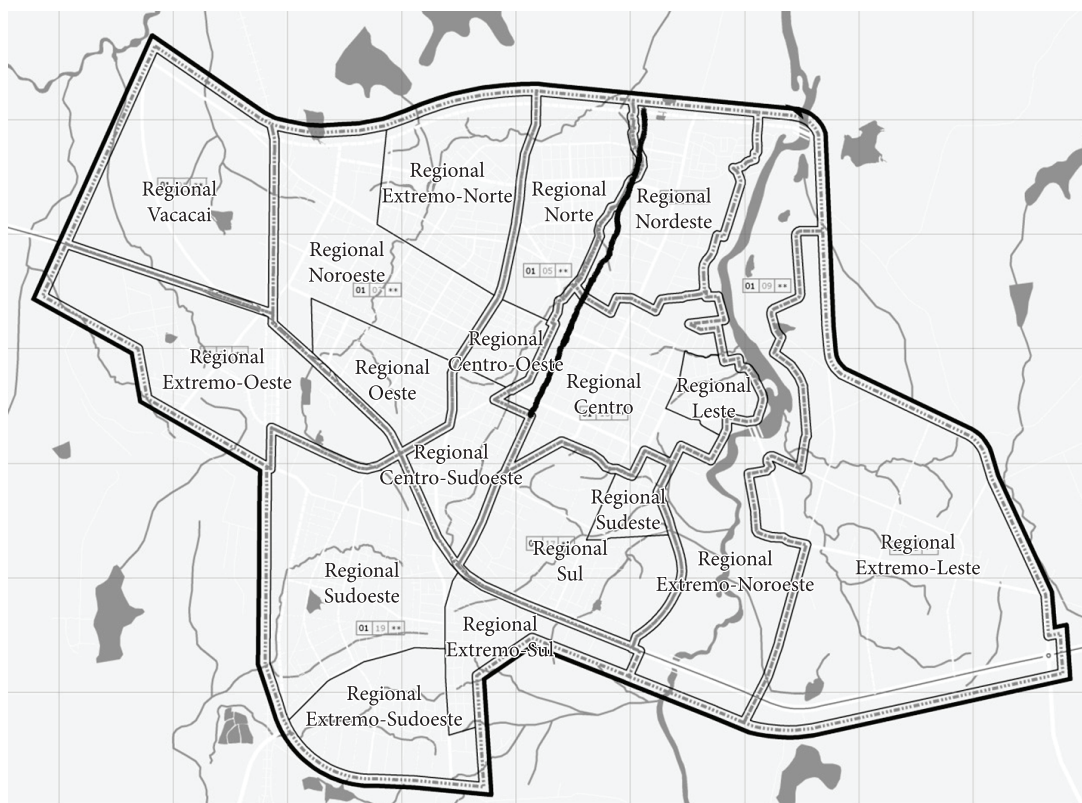 Regional
Vacacai
Regional
Extremo-Norte
Regional
Norte
Regional
Nordeste
Regional
Noroeste
01
01 05 **
01 09 **
Regional
Centro-Oeste
Regional
Extremo-Oeste
Regional
Oeste
Regional
Centro
Regional
Leste
Regional
Centro-Sudoeste
Regional
Sudeste
Regional
Sul
Regional
Extremo-Noroeste
Regional
Extremo-Leste
Regional
Sudoeste
01 19 **
Regional
Extremo-Sul
Regional
Extremo-Sudoeste